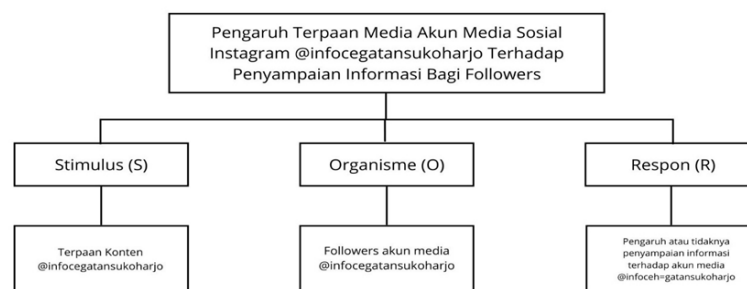 Pengaruh Terpaan Media Akun Media Sosial
Instagram @infocegatansukoharjo Terhadap
Penyampaian Informasi Bagi Followers
Stimulus (S)
Organisme (O)
Respon (R)
Terpaan Konten
@infocegatansukoharjo
Followers akun media
@infocegatansukoharjo
Pengaruh atau tidaknya
penyampaian informasi
terhadap akun media
@infoceh=gatansukoharjo